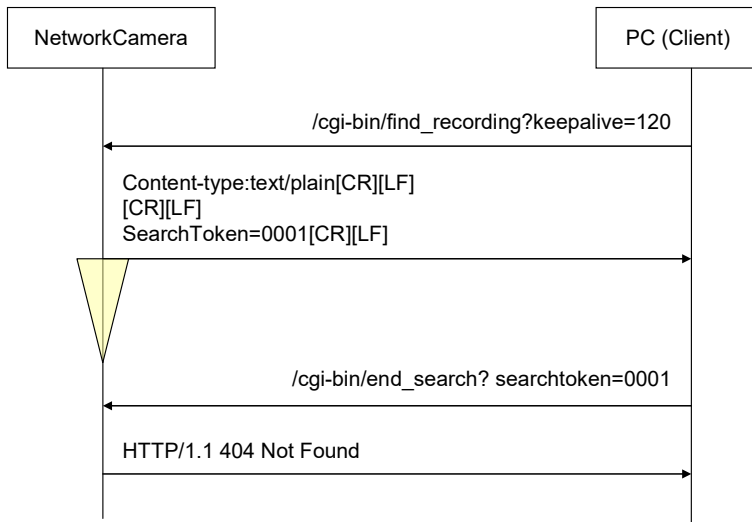 NetworkCamera
PC (Client)
/cgi-bin/find_recording?keepalive=120
Content-type:text/plain[CR][LF]
[CR][LF]
SearchToken=0001[CR][LF]
/cgi-bin/end_search? searchtoken=0001
HTTP/1.1 404 Not Found